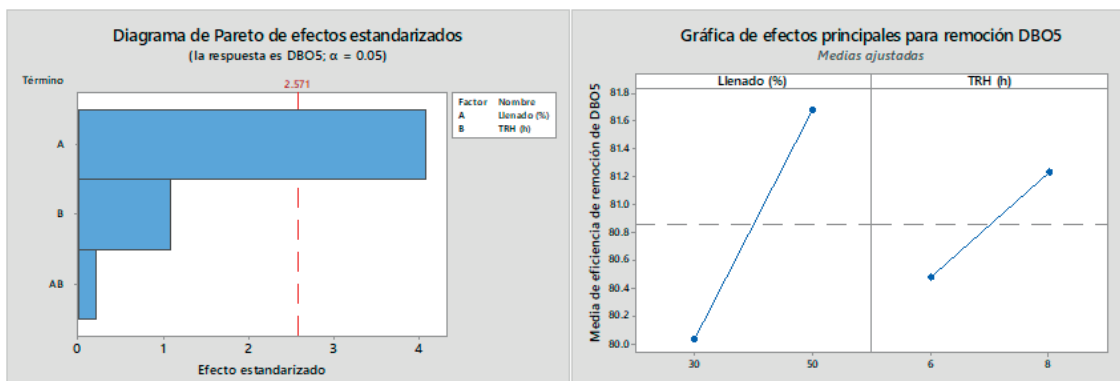 Diagrama de Pareto de efectos estandarizados
(la respuesta es DBO5; α = 0.05)
Término
2.571
Factor Nombre
A Llenado (%)
B TRH (h)
A
B
AB
0 1 2 3 4
Efecto estandarizado
Gráfica de efectos principales para remoción DBO5
Medias ajustadas
Llenado (%) TRH (h)
Media de eficiencia de remoción de DBO5
81.8
81.6
81.4
81.2
81.0
80.8
80.6
80.4
80.2
80.0
30 50 6 8